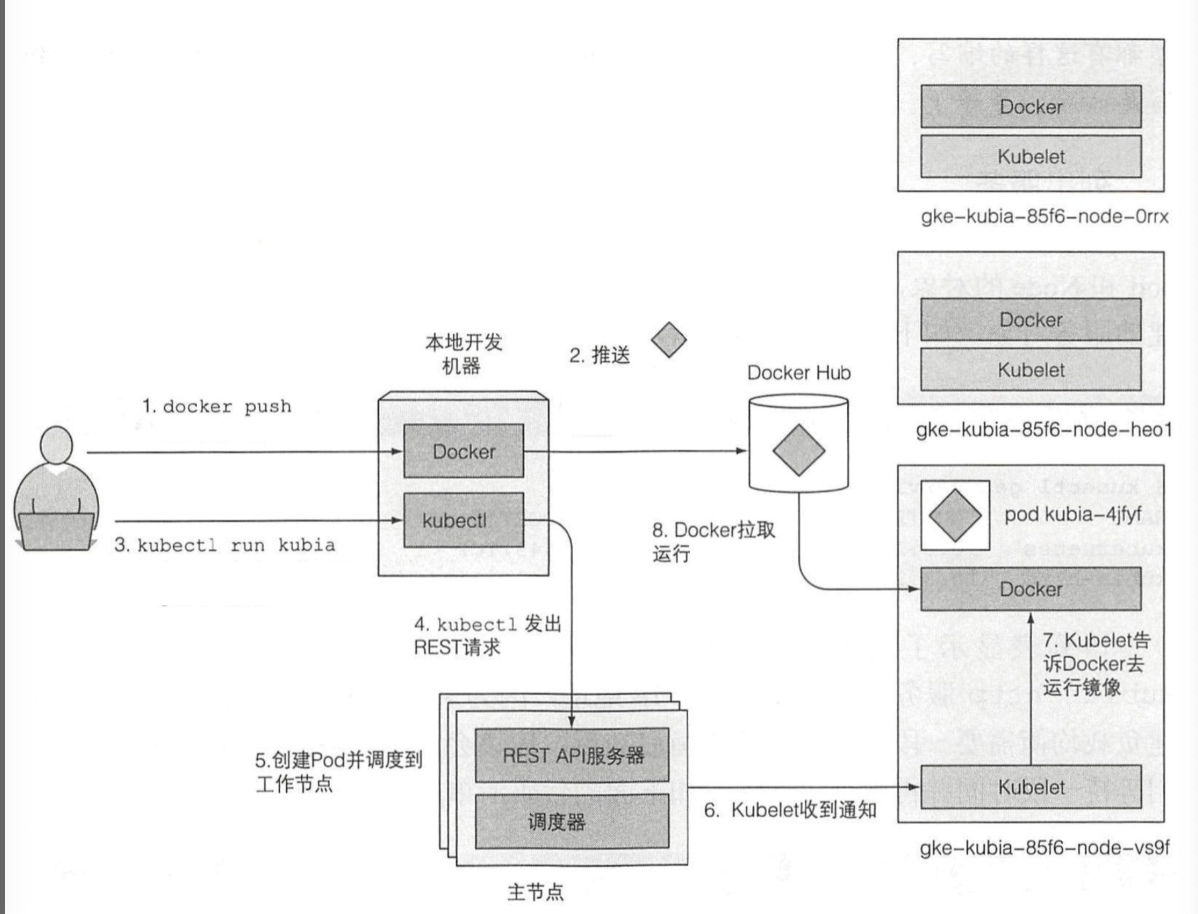 Docker
Kubelet
gke-kubia-85f6-node-0rrx
Docker
Kubelet
gke-kubia-85f6-node-heo1
本地开发
机器
2. 推送
Docker Hub
1. docker push
Docker
kubectl
3. kubectl run kubia
pod kubia-4jfyf
8. Docker拉取
运行
Docker
4. kubectl 发出
REST请求
7. Kubelet告
诉Docker去
运行镜像
5.创建Pod并调度到
工作节点
REST API服务器
调度器
6. Kubelet收到通知
Kubelet
gke-kubia-85f6-node-vs9f
主节点